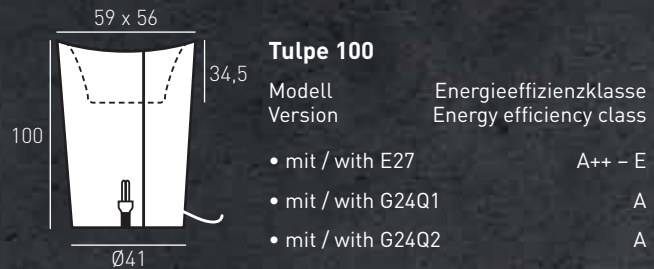 59 x 56
34,5
100
Ø41
Tulpe 100
Modell Energieeffizienzklasse
Version Energy efficiency class
• mit / with E27 A++ – E
• mit / with G24Q1 A
• mit / with G24Q2 A